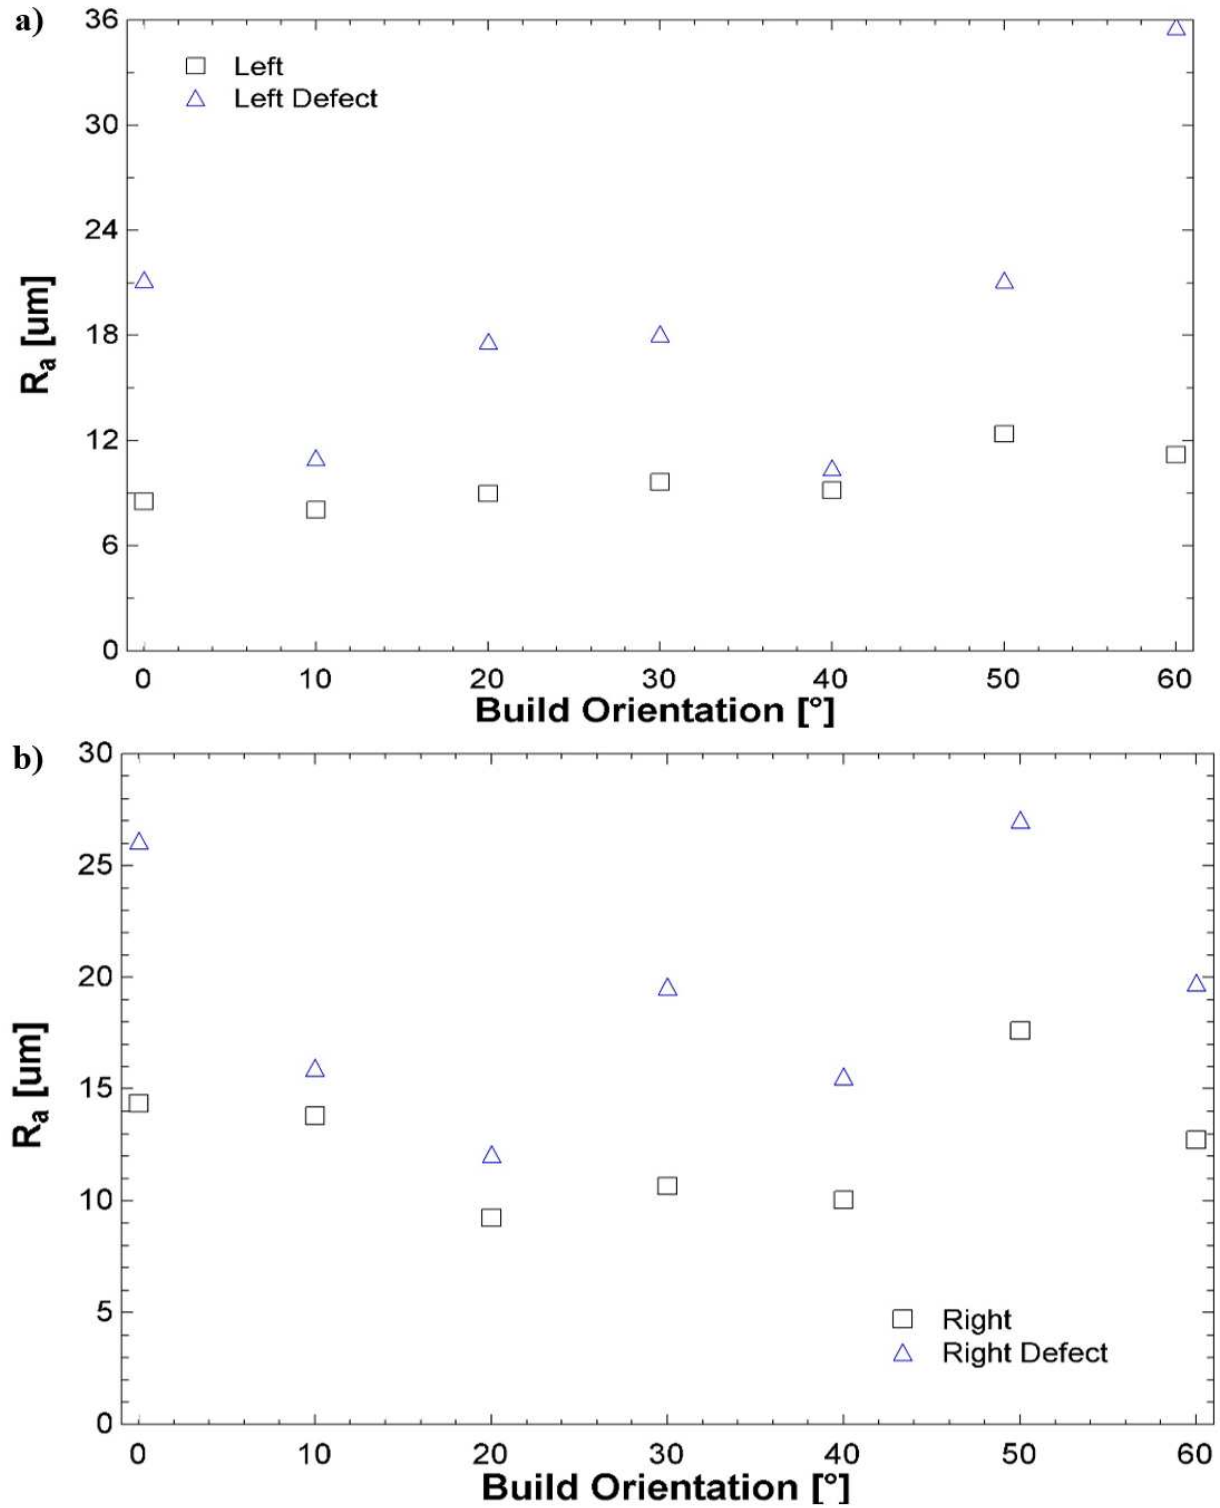 a)
36
30
24
18
12
6
0
Left
Left Defect
Ra [um]
0 10 20 30 40 50 60
Build Orientation [°]
b)
30
25
20
15
10
5
0
Ra [um]
Right
Right Defect
0 10 20 30 40 50 60
Build Orientation [°]